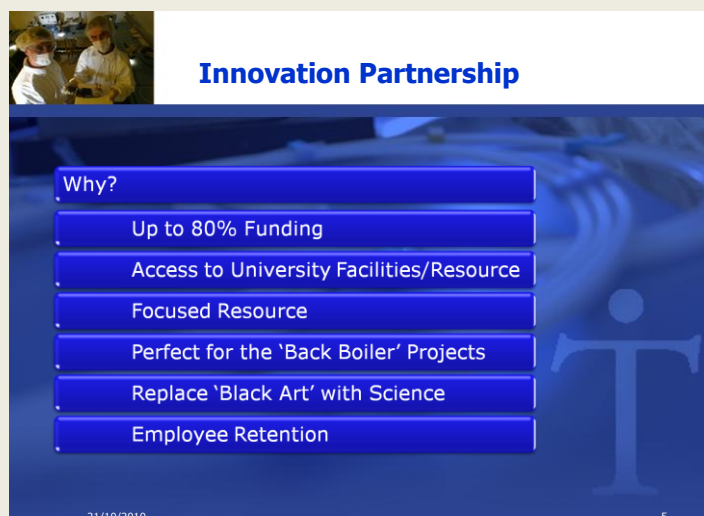 Innovation Partnership
Why?
Up to 80% Funding
Access to University Facilities/Resource
Focused Resource
Perfect for the ‘Back Boiler’ Projects
Replace ‘Black Art’ with Science
Employee Retention